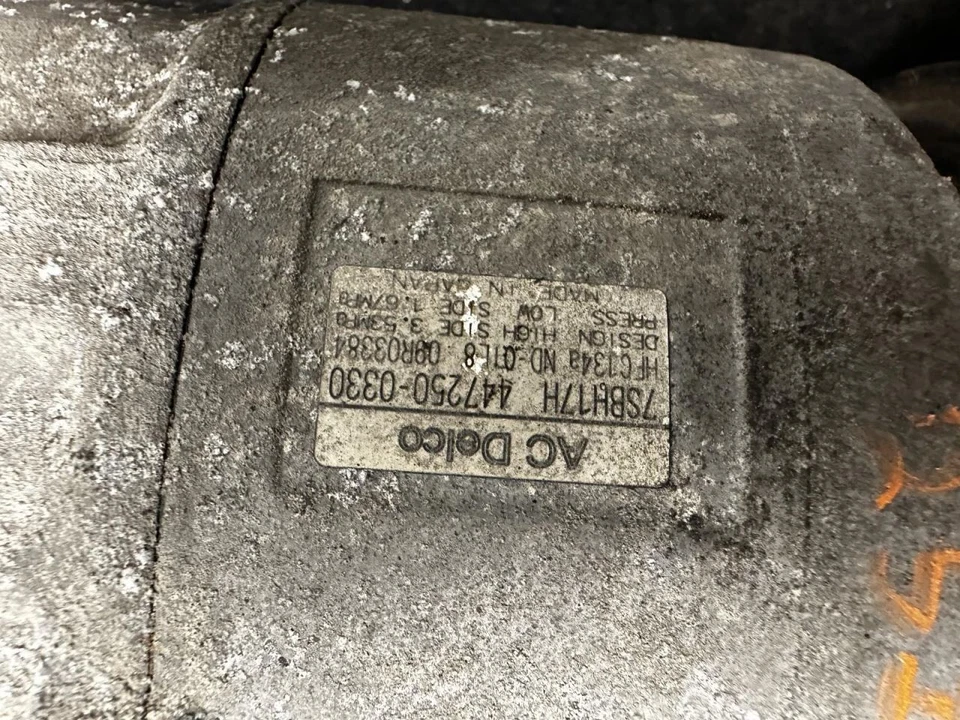 AC Delco
7SBH17H 447250-0330
HFC134a ND-OIL8 09R03384
DESIGN HIGH SIDE 3.53MPa
PRESS LOW SIDE 1.67MPa
MADE IN JAPAN